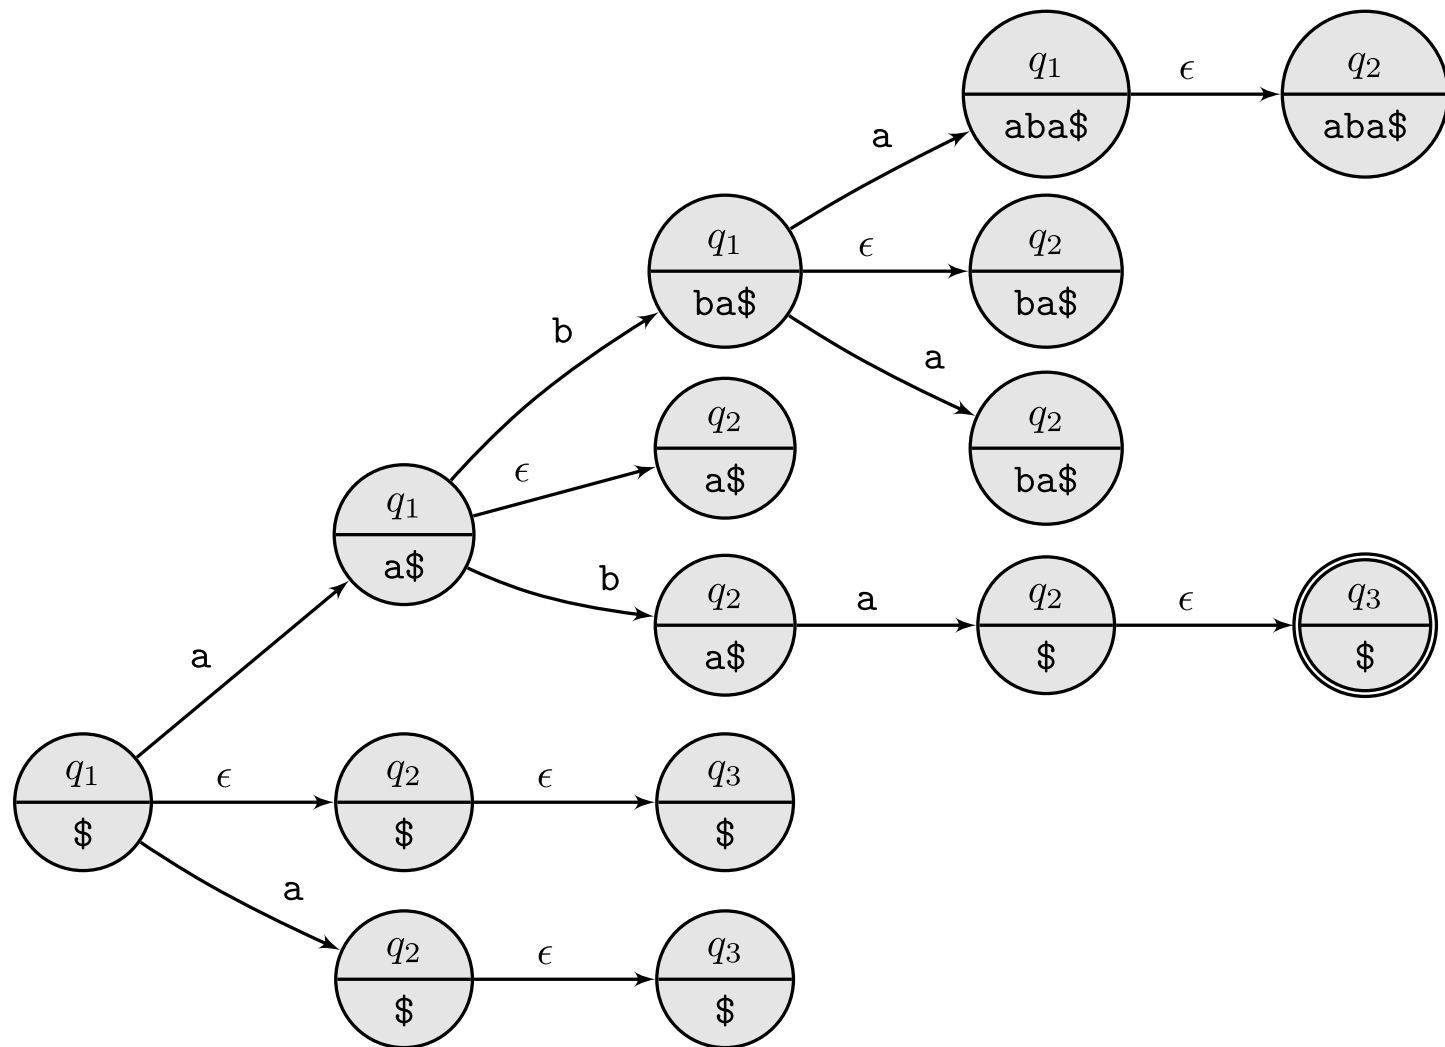 q₁ ϵ q₂
aba$ aba$
a
q₁ ϵ q₂
ba$ ba$
b a
q₂ q₂
a$ ba$
ϵ
q₁
a$
b q₂ a q₂ ϵ q₃
a$ $ $
a
q₁ ϵ q₂ ϵ q₃
$ $ $
a
q₂ ϵ q₃
$ $